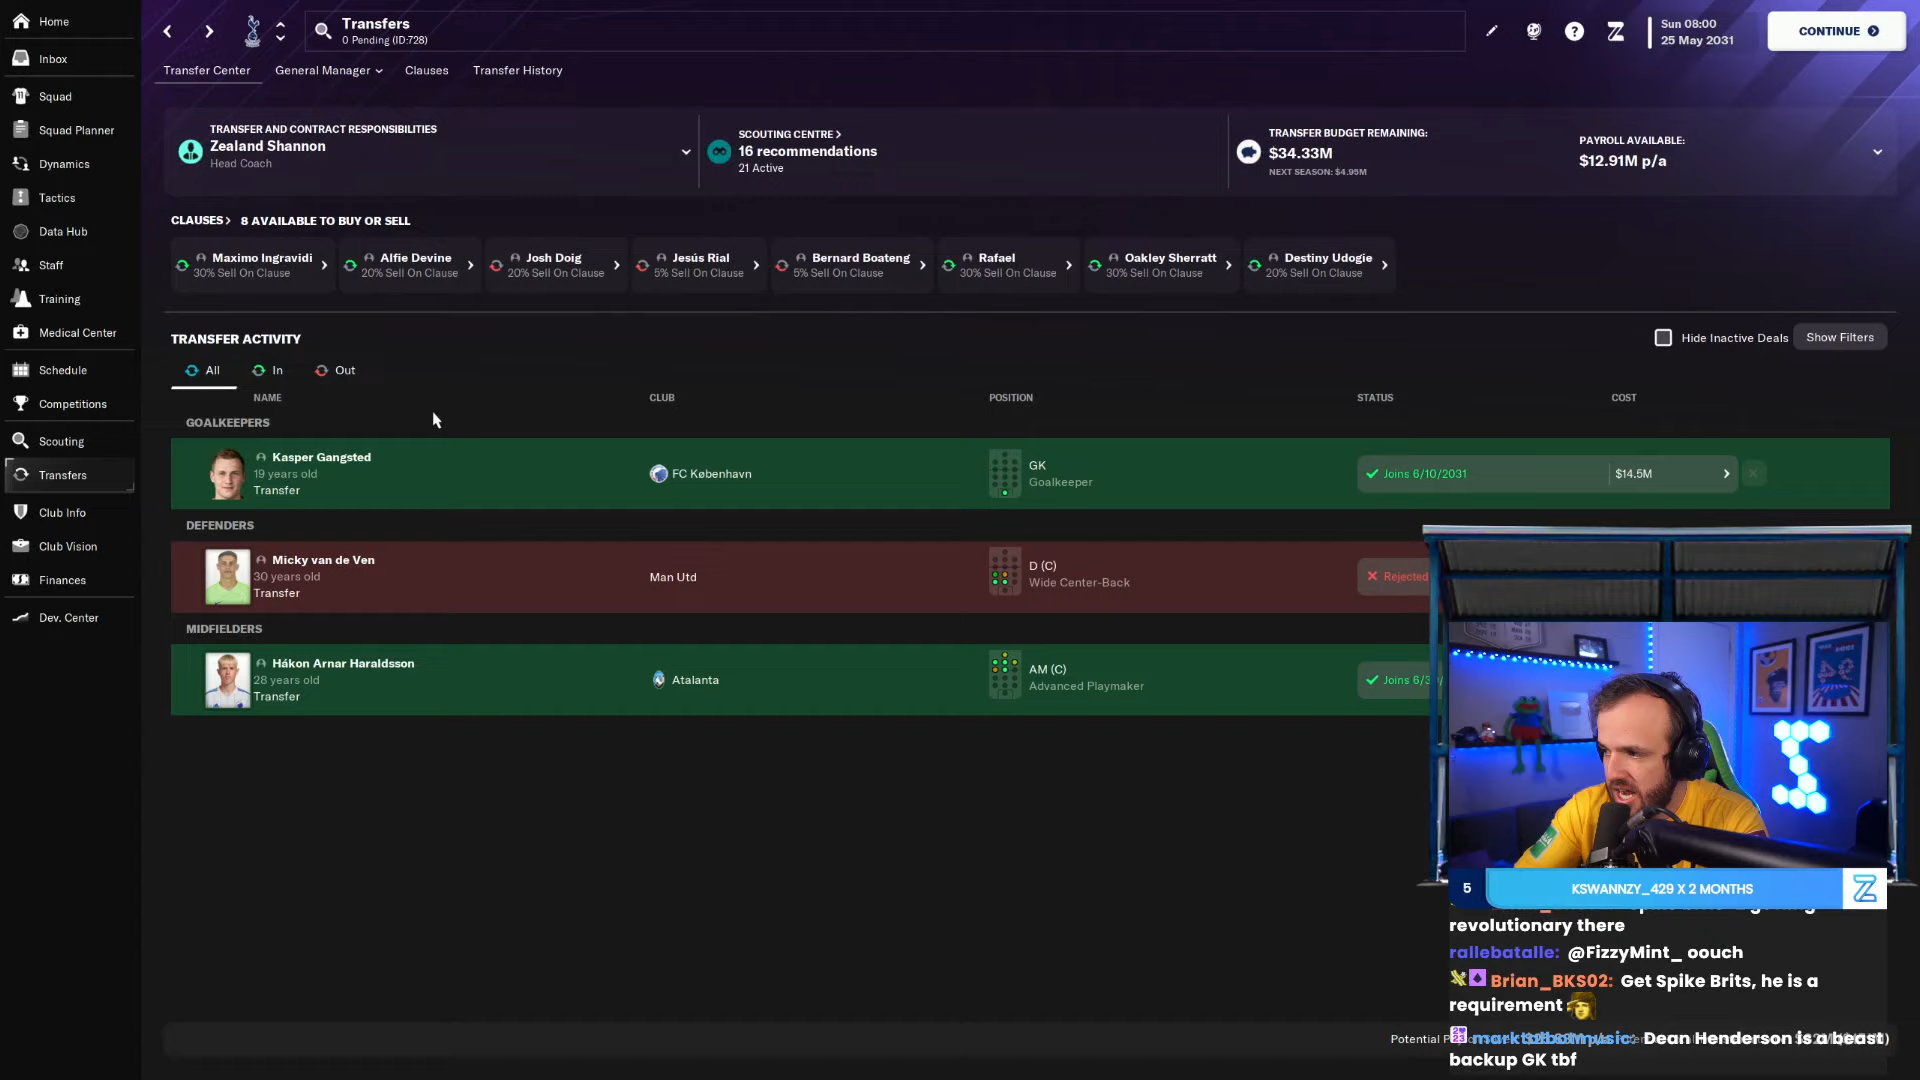 Home
Inbox
Squad
Squad Planner
Dynamics
Tactics
Data Hub
Staff
Training
Medical Center
Schedule
Competitions
Scouting
Transfers
Club Info
Club Vision
Finances
Dev. Center
Transfers
0 Pending (ID:728)
Sun 08:00
25 May 2031
CONTINUE
Transfer Center
General Manager
Clauses
Transfer History
TRANSFER AND CONTRACT RESPONSIBILITIES
Zealand Shannon
Head Coach
SCOUTING CENTRE >
16 recommendations
21 Active
TRANSFER BUDGET REMAINING:
$34.33M
NEXT SEASON: $4.95M
PAYROLL AVAILABLE:
$12.91M p/a
CLAUSES > 8 AVAILABLE TO BUY OR SELL
Maximo Ingravidi
30% Sell On Clause
Alfie Devine
20% Sell On Clause
Josh Doig
20% Sell On Clause
Jesús Rial
5% Sell On Clause
Bernard Boateng
5% Sell On Clause
Rafael
30% Sell On Clause
Oakley Sherratt
30% Sell On Clause
Destiny Udogie
20% Sell On Clause
TRANSFER ACTIVITY
Hide Inactive Deals
Show Filters
All
In
Out
NAME CLUB POSITION STATUS COST
GOALKEEPERS
Kasper Gangsted
19 years old
Transfer
FC København
GK
Goalkeeper
Joins 6/10/2031
$14.5M
DEFENDERS
Micky van de Ven
30 years old
Transfer
Man Utd
D (C)
Wide Center-Back
Rejected
MIDFIELDERS
Hákon Arnar Haraldsson
28 years old
Transfer
Atalanta
AM (C)
Advanced Playmaker
Joins 6/3
5 KSWANNZY_429 X 2 MONTHS
revolutionary there
rallebatalle: @FizzyMint_ oouch
Brian_BKS02: Get Spike Brits, he is a
requirement
Potential
Dean Henderson is a beast
backup GK tbf